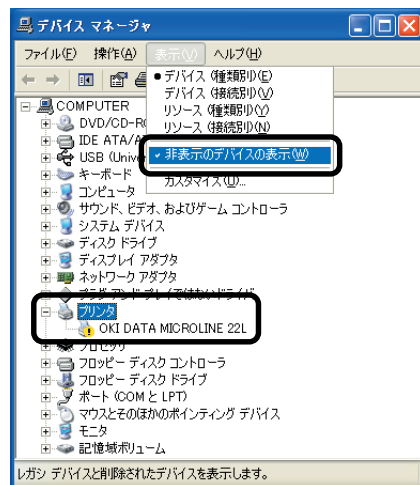 デバイス マネージャ
ファイル(F) 操作(A) 表示(V) ヘルプ(H)
デバイス (種類別)(E)
デバイス (接続別)(V)
リソース (種類別)(Y)
リソース (接続別)(N)
非表示のデバイスの表示(W)
カスタマイズ(U)...
COMPUTER
DVD/CD-R
IDE ATA/A
USB (Unive
キーボード
コンピュータ
サウンド、ビデオ、およびゲーム コントローラ
システム デバイス
ディスク ドライブ
ディスプレイ アダプタ
ネットワーク アダプタ
プラグ アンド プレイではないドライバ
プリンタ
OKI DATA MICROLINE 22L
プロセッサ
フロッピー ディスク コントローラ
フロッピー ディスク ドライブ
ポート (COM と LPT)
マウスとそのほかのポインティング デバイス
モニタ
記憶域ボリューム
レガシ デバイスと削除されたデバイスを表示します。